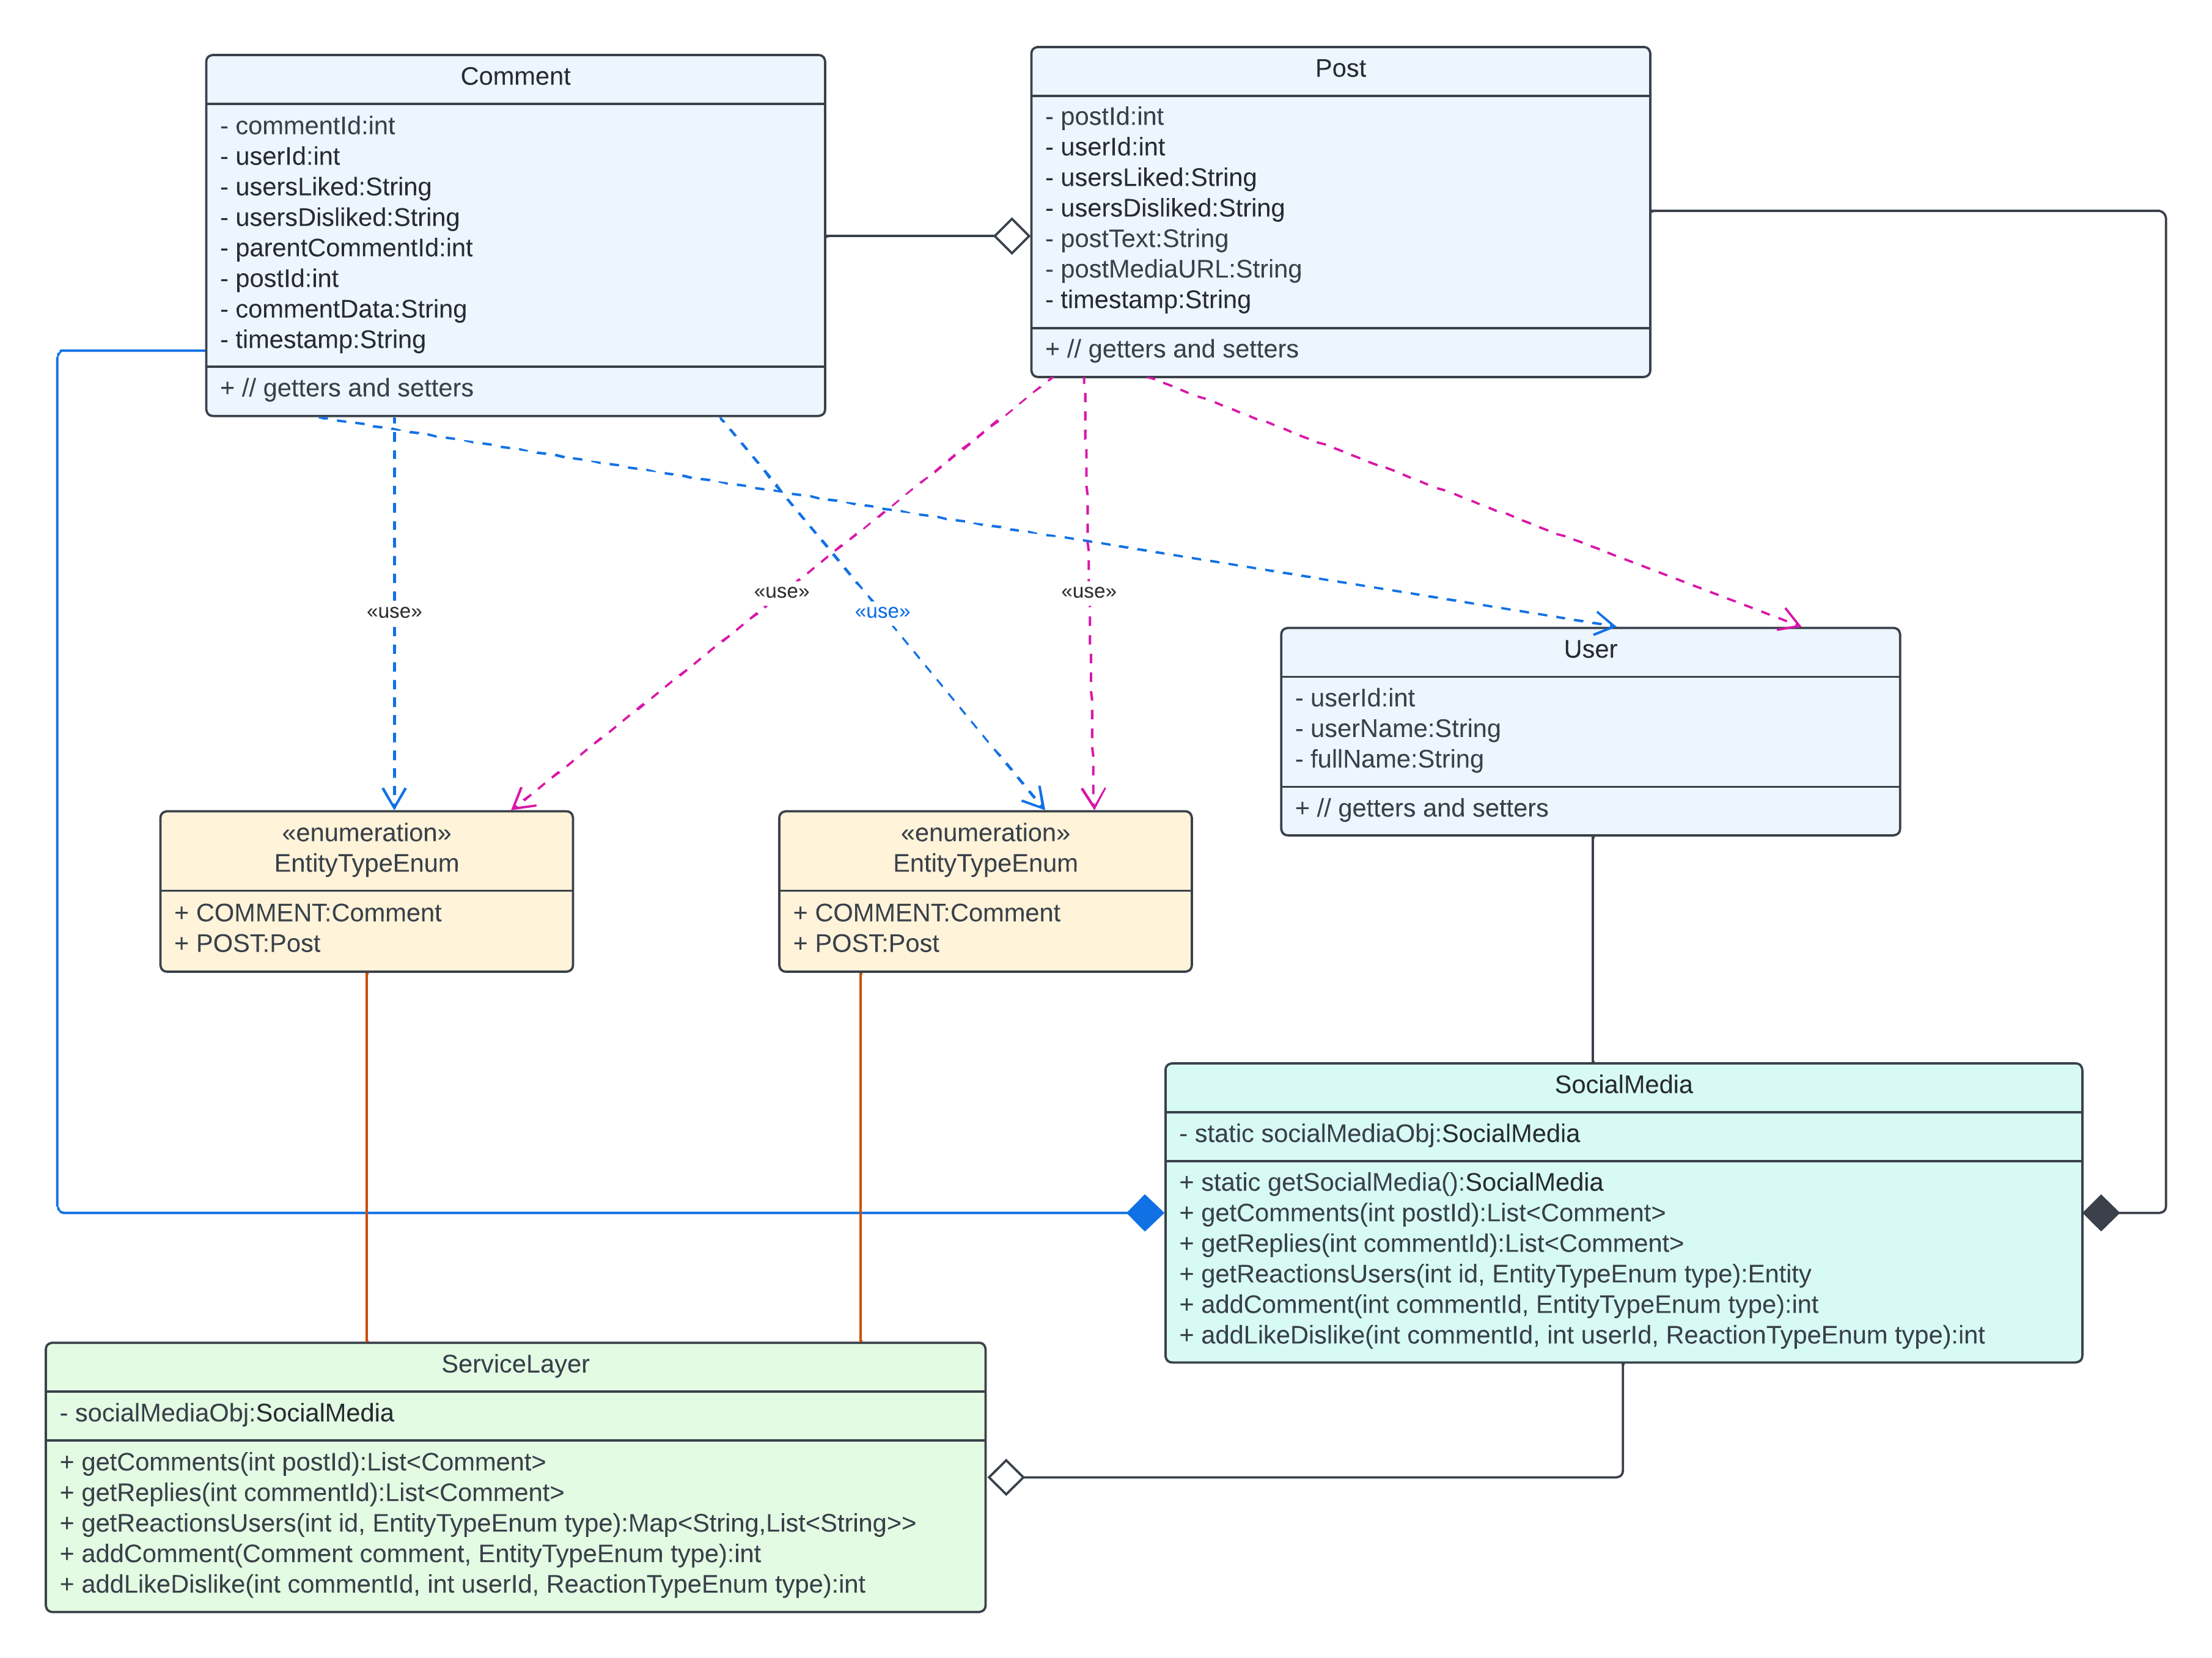 Comment
- commentId:int
- userId:int
- usersLiked:String
- usersDisliked:String
- parentCommentId:int
- postId:int
- commentData:String
- timestamp:String
+ // getters and setters
Post
- postId:int
- userId:int
- usersLiked:String
- usersDisliked:String
- postText:String
- postMediaURL:String
- timestamp:String
+ // getters and setters
«use»
«use»
«use»
«use»
User
- userId:int
- userName:String
- fullName:String
+ // getters and setters
«enumeration»
EntityTypeEnum
+ COMMENT:Comment
+ POST:Post
«enumeration»
EntityTypeEnum
+ COMMENT:Comment
+ POST:Post
SocialMedia
- static socialMediaObj:SocialMedia
+ static getSocialMedia():SocialMedia
+ getComments(int postId):List<Comment>
+ getReplies(int commentId):List<Comment>
+ getReactionsUsers(int id, EntityTypeEnum type):Entity
+ addComment(int commentId, EntityTypeEnum type):int
+ addLikeDislike(int commentId, int userId, ReactionTypeEnum type):int
ServiceLayer
- socialMediaObj:SocialMedia
+ getComments(int postId):List<Comment>
+ getReplies(int commentId):List<Comment>
+ getReactionsUsers(int id, EntityTypeEnum type):Map<String,List<String>>
+ addComment(Comment comment, EntityTypeEnum type):int
+ addLikeDislike(int commentId, int userId, ReactionTypeEnum type):int